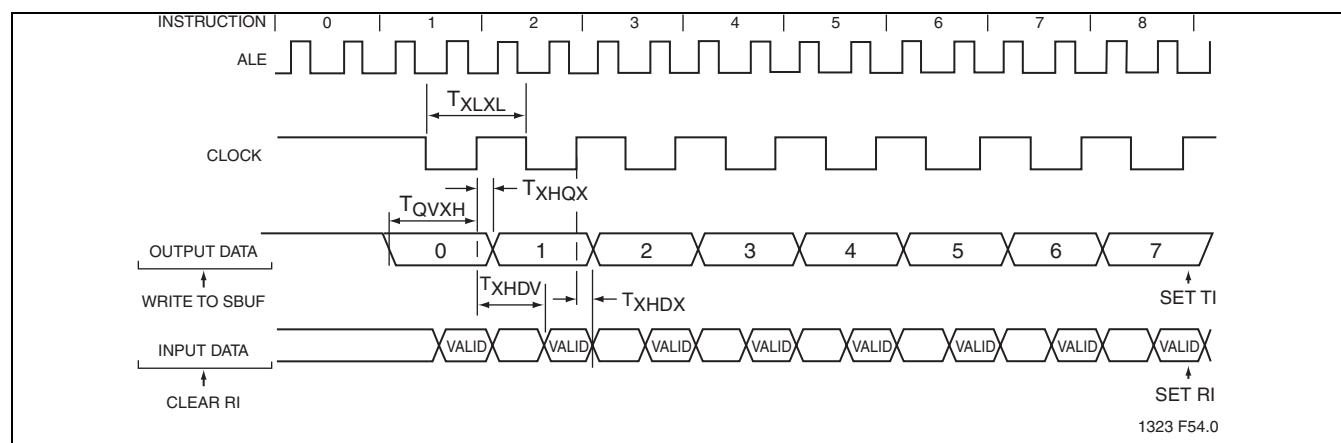 INSTRUCTION 0 1 2 3 4 5 6 7 8
ALE
TXLXL
CLOCK
TXHQX
TQVXH
OUTPUT DATA 0 1 2 3 4 5 6 7
WRITE TO SBUF
TXHDV
TXHDX
SET TI
INPUT DATA VALID VALID VALID VALID VALID VALID VALID VALID
CLEAR RI
SET RI
1323 F54.0